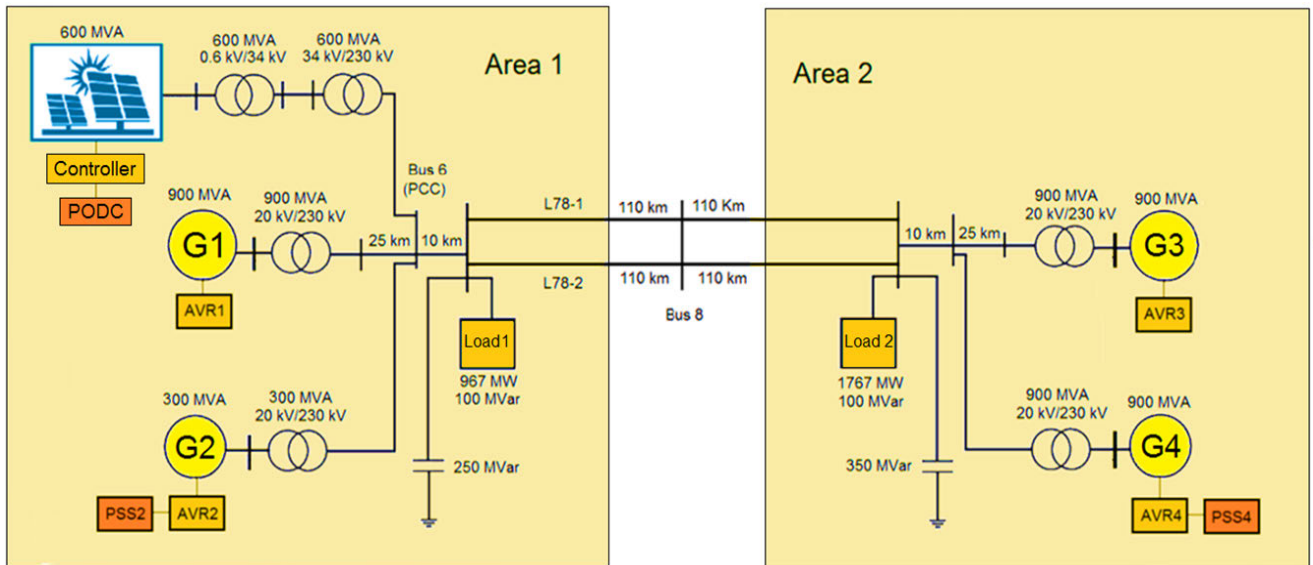 600 MVA
600 MVA
0.6 kV/34 kV
600 MVA
34 kV/230 kV
Area 1
Controller
PODC
Bus 6
(PCC)
900 MVA
G1
AVR1
900 MVA
20 kV/230 kV
25 km
10 km
L78-1
L78-2
110 km
110 Km
110 km
110 km
Bus 8
300 MVA
G2
PSS2
AVR2
300 MVA
20 kV/230 kV
250 MVar
Load 1
967 MW
100 MVar
Area 2
10 km
25 km
900 MVA
20 kV/230 kV
900 MVA
G3
AVR3
Load 2
1767 MW
100 MVar
350 MVar
900 MVA
20 kV/230 kV
900 MVA
G4
AVR4
PSS4